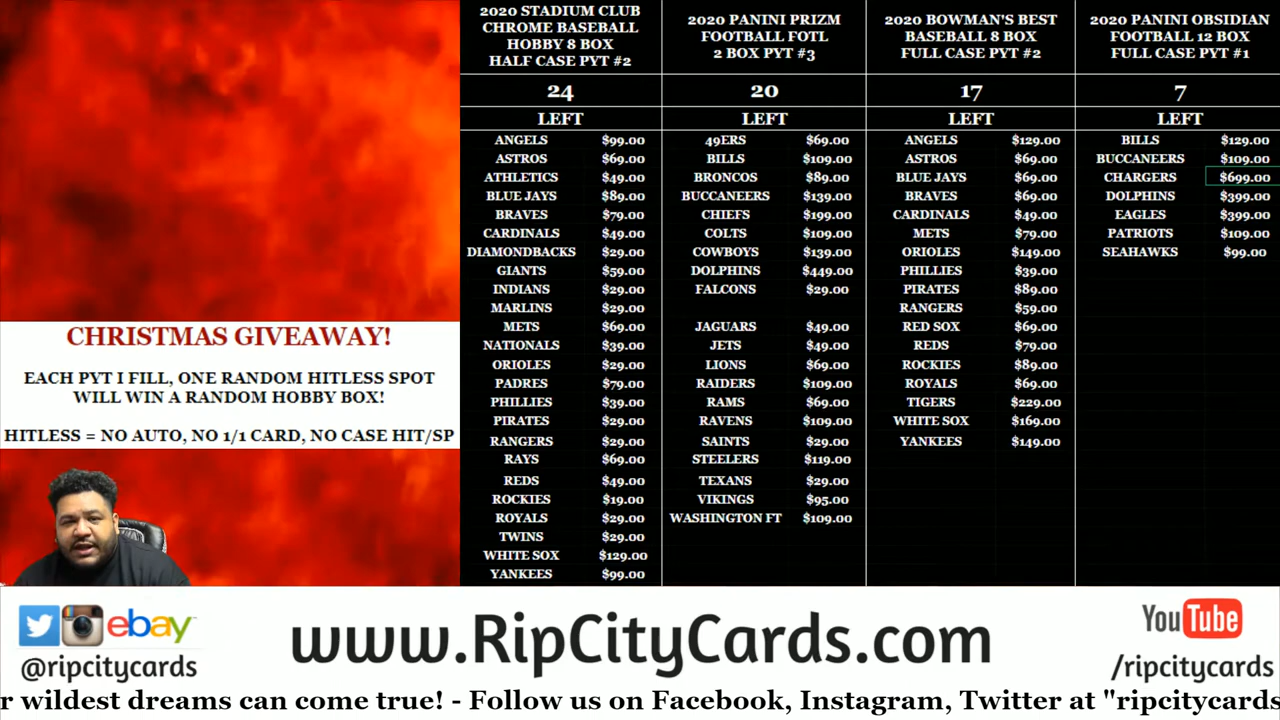 2020 STADIUM CLUB
CHROME BASEBALL
HOBBY 8 BOX
HALF CASE PYT #2
24
LEFT
ANGELS $99.00
ASTROS $69.00
ATHLETICS $49.00
BLUE JAYS $89.00
BRAVES $79.00
CARDINALS $49.00
DIAMONDBACKS $29.00
GIANTS $59.00
INDIANS $29.00
MARLINS $29.00
METS $69.00
NATIONALS $39.00
ORIOLES $29.00
PADRES $79.00
PHILLIES $39.00
PIRATES $29.00
RANGERS $29.00
RAYS $69.00
REDS $49.00
ROCKIES $19.00
ROYALS $29.00
TWINS $29.00
WHITE SOX $129.00
YANKEES $99.00
2020 PANINI PRIZM
FOOTBALL FOTL
2 BOX PYT #3
20
LEFT
49ERS $69.00
BILLS $109.00
BRONCOS $89.00
BUCCANEERS $139.00
CHIEFS $199.00
COLTS $109.00
COWBOYS $139.00
DOLPHINS $449.00
FALCONS $29.00
JAGUARS $49.00
JETS $49.00
LIONS $69.00
RAIDERS $109.00
RAMS $69.00
RAVENS $109.00
SAINTS $29.00
STEELERS $119.00
TEXANS $29.00
VIKINGS $95.00
WASHINGTON FT $109.00
2020 BOWMAN'S BEST
BASEBALL 8 BOX
FULL CASE PYT #2
17
LEFT
ANGELS $129.00
ASTROS $69.00
BLUE JAYS $69.00
BRAVES $69.00
CARDINALS $49.00
METS $79.00
ORIOLES $149.00
PHILLIES $39.00
PIRATES $89.00
RANGERS $59.00
RED SOX $69.00
REDS $79.00
ROCKIES $89.00
ROYALS $69.00
TIGERS $229.00
WHITE SOX $169.00
YANKEES $149.00
2020 PANINI OBSIDIAN
FOOTBALL 12 BOX
FULL CASE PYT #1
7
LEFT
BILLS $129.00
BUCCANEERS $109.00
CHARGERS $699.00
DOLPHINS $399.00
EAGLES $399.00
PATRIOTS $109.00
SEAHAWKS $99.00
CHRISTMAS GIVEAWAY!
EACH PYT I FILL, ONE RANDOM HITLESS SPOT
WILL WIN A RANDOM HOBBY BOX!
HITLESS = NO AUTO, NO 1/1 CARD, NO CASE HIT/SP
ebay
@ripcitycards
www.RipCityCards.com
YouTube
/ripcitycards
r wildest dreams can come true! - Follow us on Facebook, Instagram, Twitter at "ripcitycards